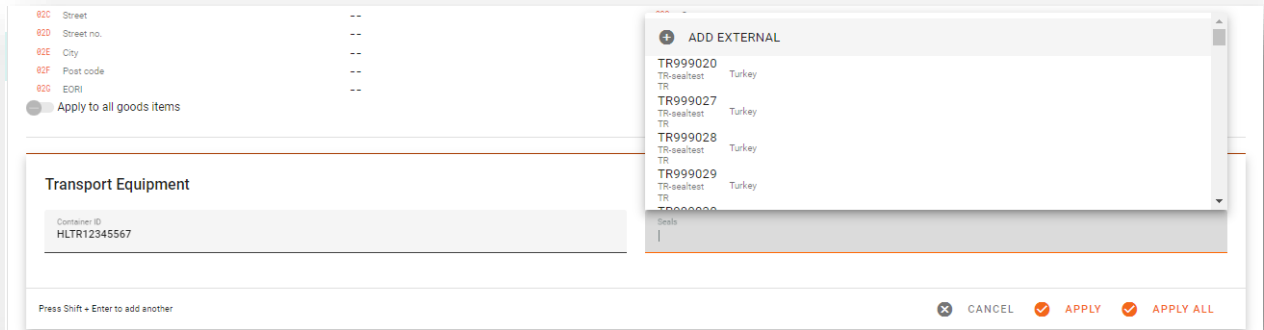 02C Street --
02D Street no. --
02E City --
02F Post code --
02G EORI --
Apply to all goods items
ADD EXTERNAL
TR999020
TR-sealtest Turkey
TR
TR999027
TR-sealtest Turkey
TR
TR999028
TR-sealtest Turkey
TR
TR999029
TR-sealtest Turkey
TR
Transport Equipment
Container ID
HLTR12345567
Seals
Press Shift + Enter to add another
CANCEL APPLY APPLY ALL